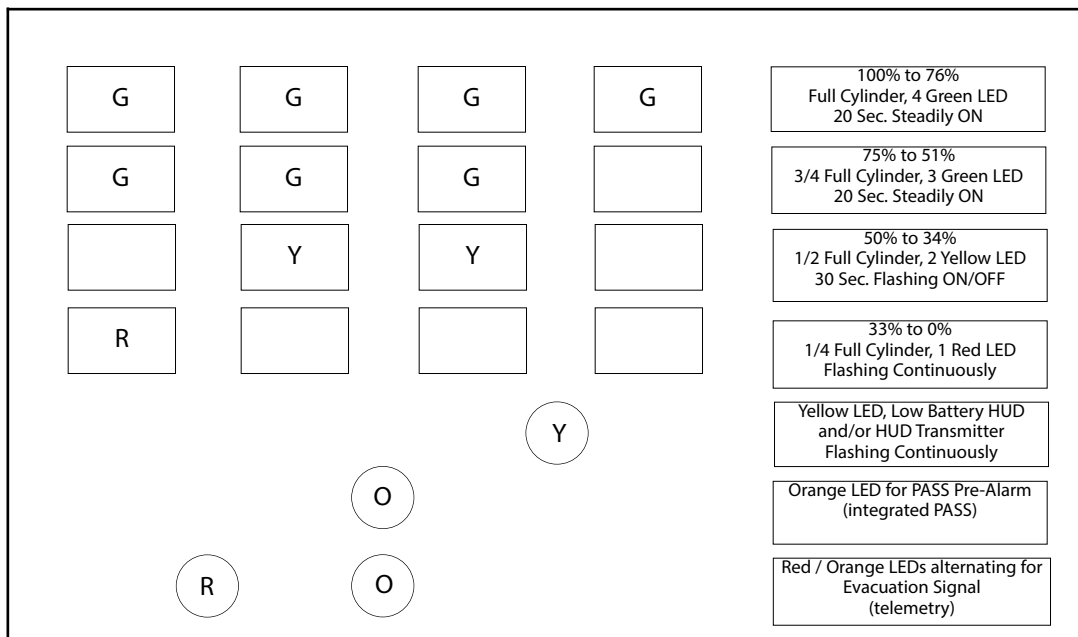 G G G G
100% to 76%
Full Cylinder, 4 Green LED
20 Sec. Steadily ON
G G G
75% to 51%
3/4 Full Cylinder, 3 Green LED
20 Sec. Steadily ON
Y Y
50% to 34%
1/2 Full Cylinder, 2 Yellow LED
30 Sec. Flashing ON/OFF
R
33% to 0%
1/4 Full Cylinder, 1 Red LED
Flashing Continuously
Y
Yellow LED, Low Battery HUD
and/or HUD Transmitter
Flashing Continuously
O
Orange LED for PASS Pre-Alarm
(integrated PASS)
R O
Red / Orange LEDs alternating for
Evacuation Signal
(telemetry)